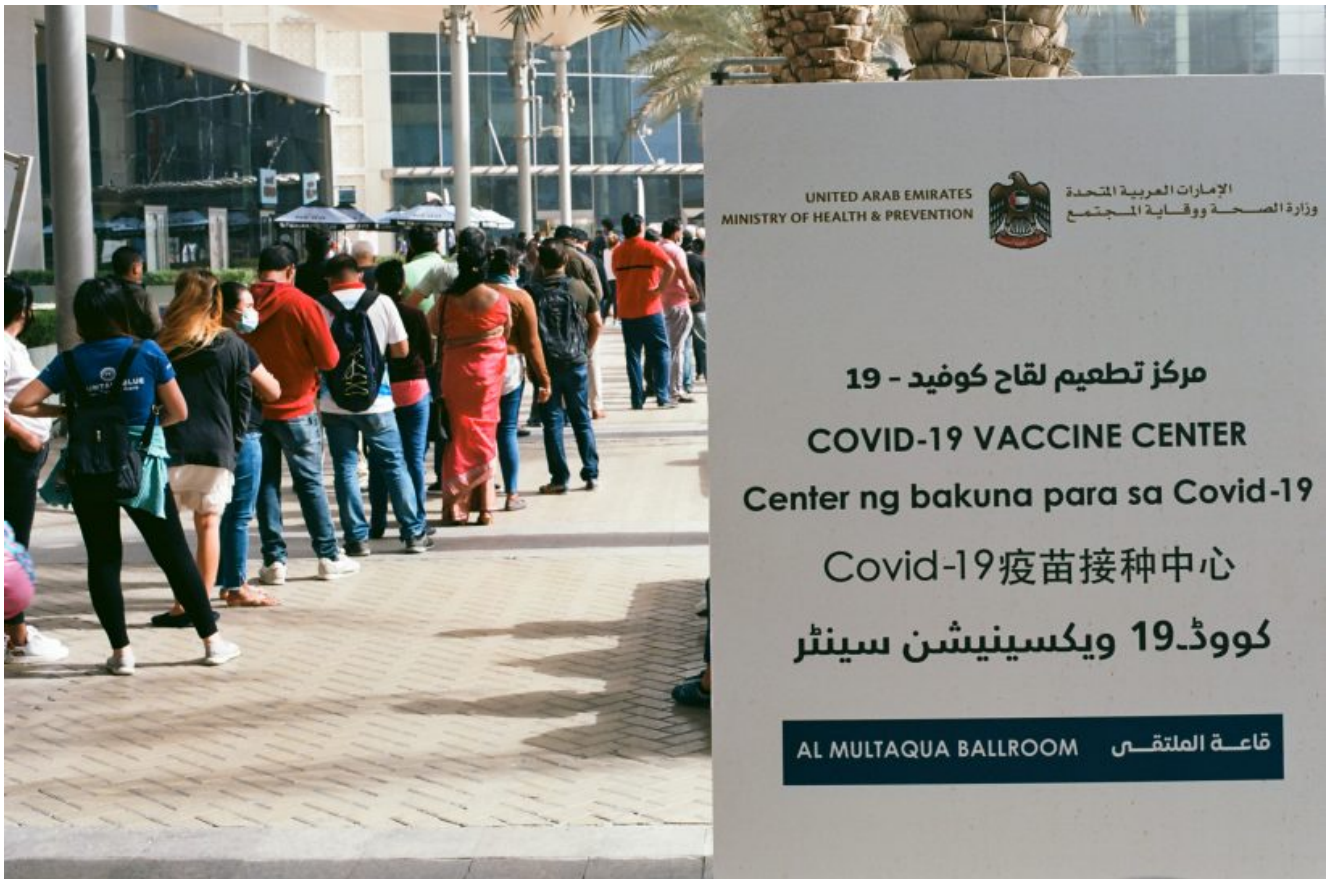 UNITED ARAB EMIRATES
MINISTRY OF HEALTH & PREVENTION
الإمارات العربية المتحدة
وزارة الصحة ووقاية المجتمع
مركز تطعيم لقاح كوفيد - 19
COVID-19 VACCINE CENTER
Center ng bakuna para sa Covid-19
Covid-19疫苗接种中心
کووڈ۔19 ویکسینیشن سینٹر
AL MULTAQUA BALLROOM قاعة الملتقى